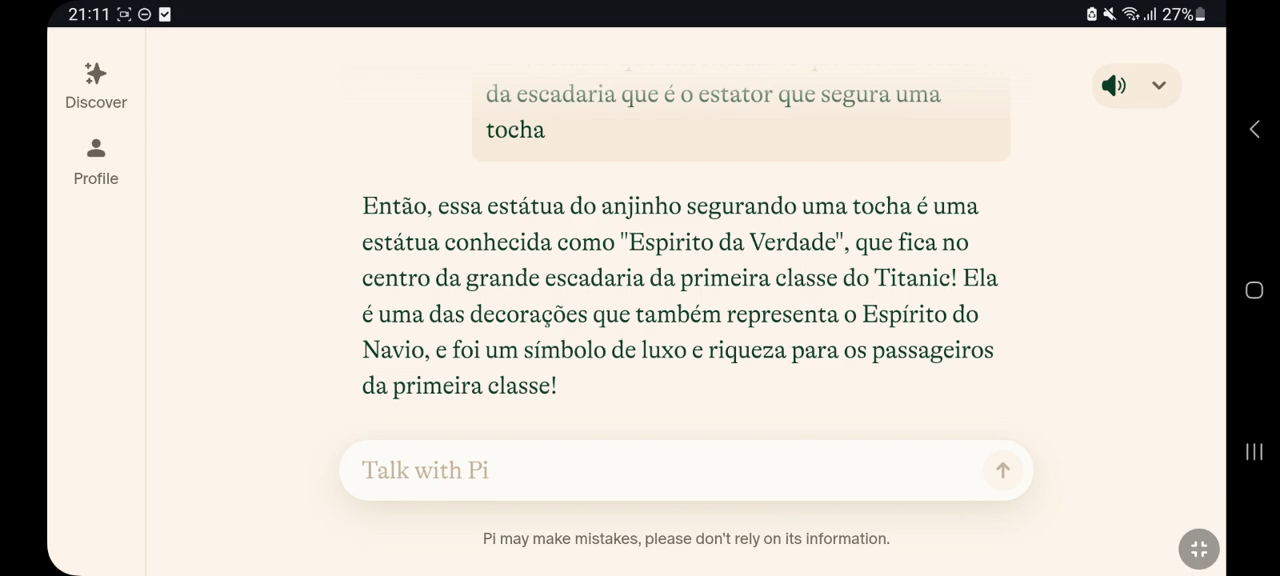 21:11
27%
Discover
Profile
da escadaria que é o estator que segura uma
tocha
Então, essa estátua do anjinho segurando uma tocha é uma
estátua conhecida como "Espirito da Verdade", que fica no
centro da grande escadaria da primeira classe do Titanic! Ela
é uma das decorações que também representa o Espírito do
Navio, e foi um símbolo de luxo e riqueza para os passageiros
da primeira classe!
Talk with Pi
Pi may make mistakes, please don't rely on its information.